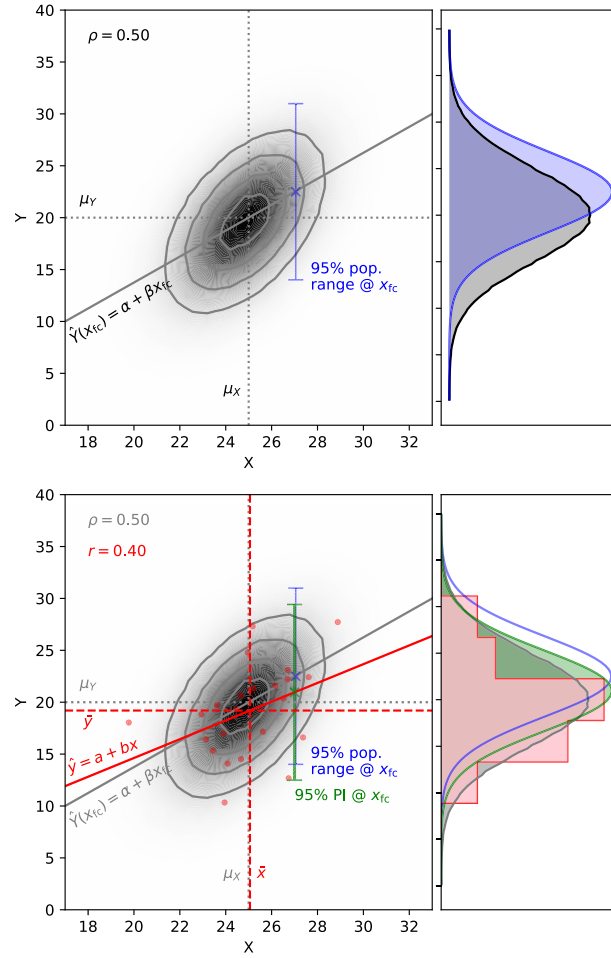 40
35
30
25
20
15
10
5
0
Y
ρ = 0.50
μ_Y
Ŷ(x_fc) = α + βx_fc
95% pop.
range @ x_fc
μ_X
18 20 22 24 26 28 30 32
X
40
35
30
25
20
15
10
5
0
Y
ρ = 0.50
r = 0.40
μ_Y
ȳ
ŷ = a + bx
Ŷ(x_fc) = α + βx_fc
95% pop.
range @ x_fc
95% PI @ x_fc
μ_X x̄
18 20 22 24 26 28 30 32
X